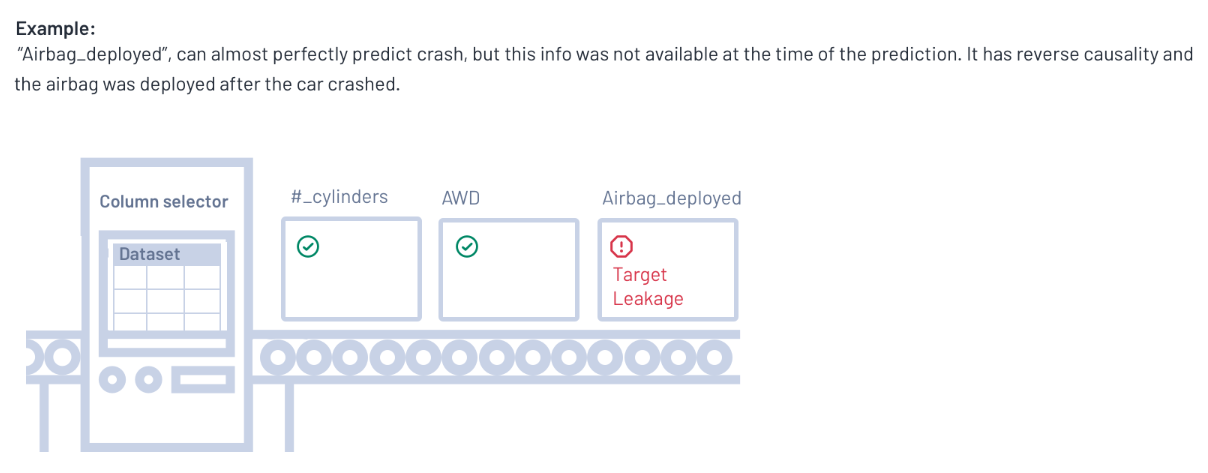 Example:
“Airbag_deployed”, can almost perfectly predict crash, but this info was not available at the time of the prediction. It has reverse causality and
the airbag was deployed after the car crashed.
Column selector
Dataset
#_cylinders
AWD
Airbag_deployed
Target
Leakage